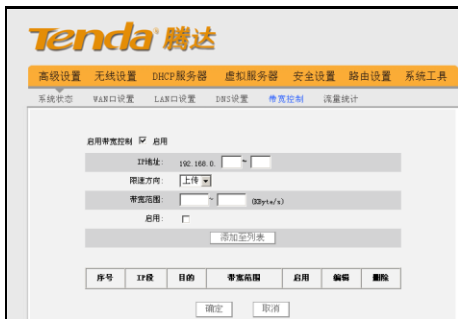 Tenda 腾达
高级设置 无线设置 DHCP服务器 虚拟服务器 安全设置 路由设置 系统工具
系统状态 WAN口设置 LAN口设置 DNS设置 带宽控制 流量统计
启用带宽控制 启用
IP地址: 192.168.0. ~
限速方向: 上传
带宽范围: ~ (KByte/s)
启用:
添加至列表
序号 IP段 目的 带宽范围 启用 编辑 删除
确定 取消